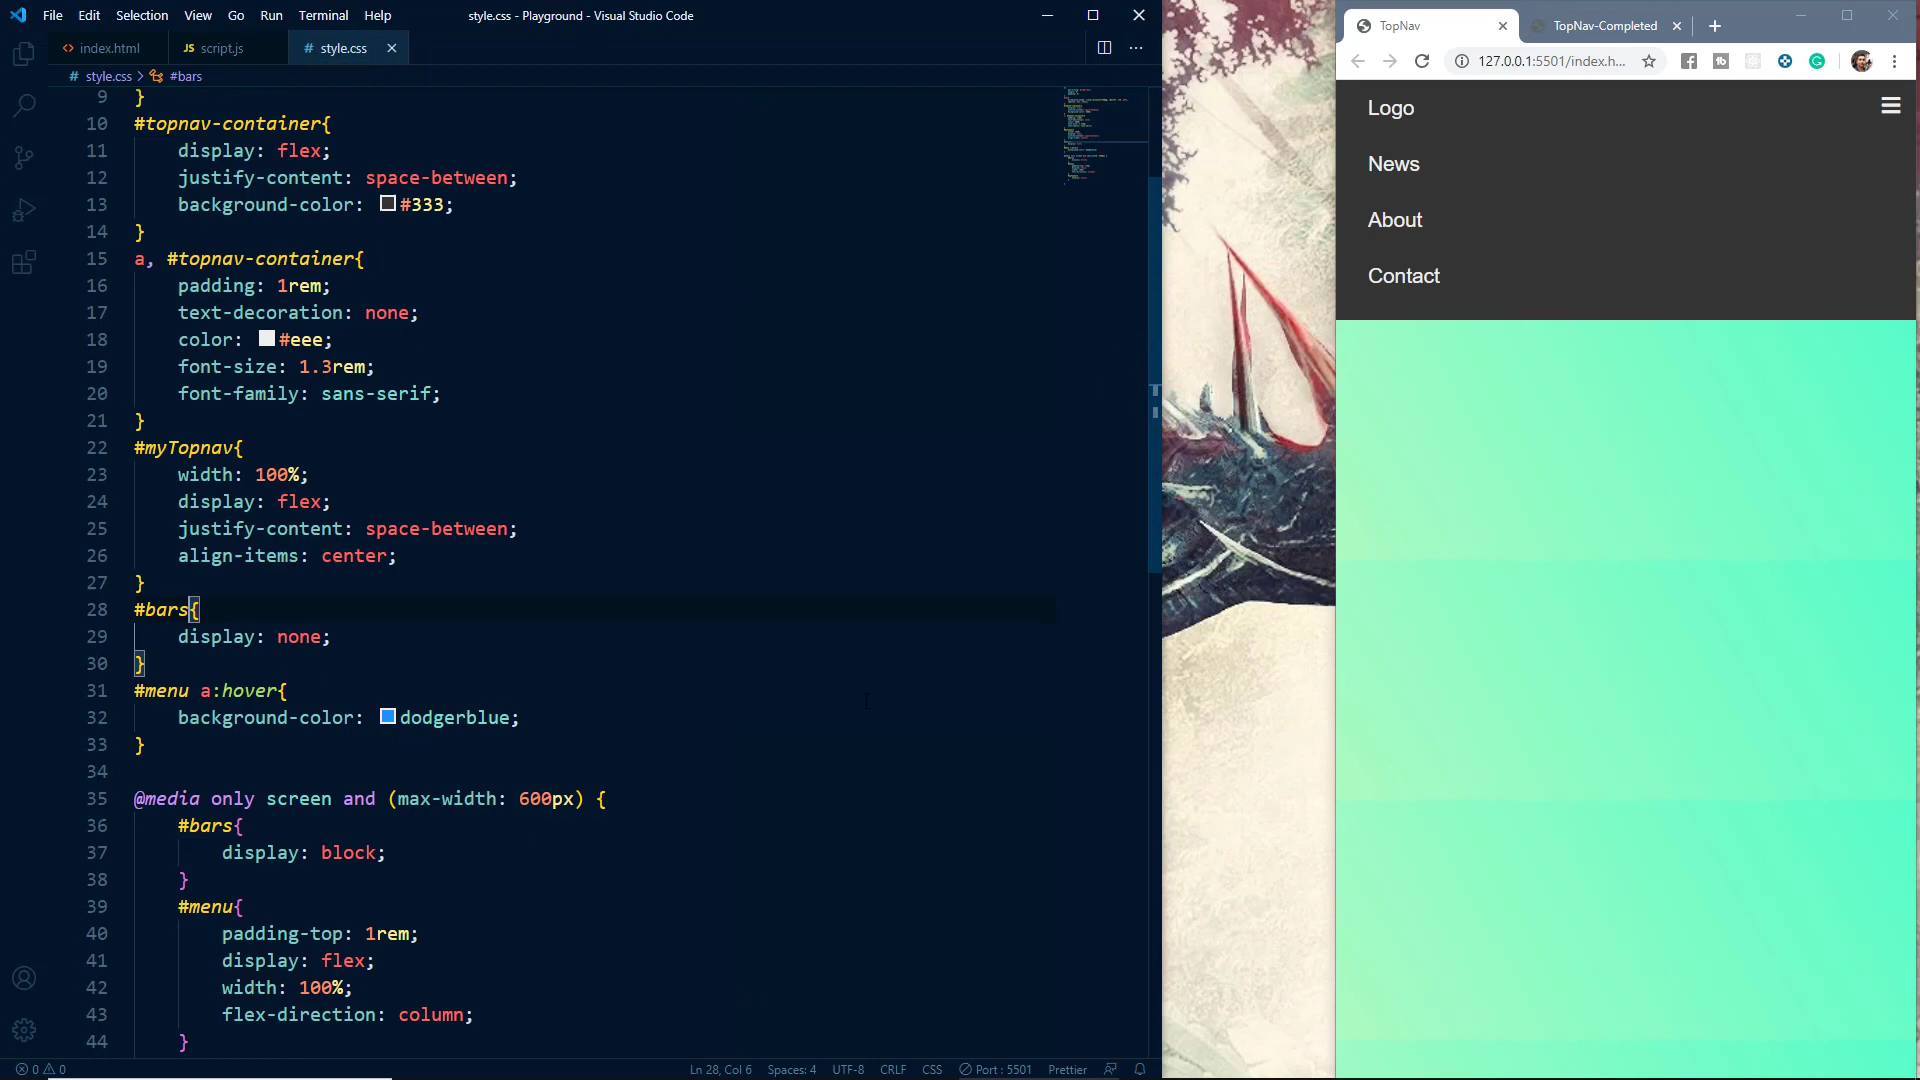 File Edit Selection View Go Run Terminal Help
style.css - Playground - Visual Studio Code
<> index.html
JS script.js
# style.css ×
# style.css > #bars
9 }
10 #topnav-container{
11 display: flex;
12 justify-content: space-between;
13 background-color: #333;
14 }
15 a, #topnav-container{
16 padding: 1rem;
17 text-decoration: none;
18 color: #eee;
19 font-size: 1.3rem;
20 font-family: sans-serif;
21 }
22 #myTopnav{
23 width: 100%;
24 display: flex;
25 justify-content: space-between;
26 align-items: center;
27 }
28 #bars{
29 display: none;
30 }
31 #menu a:hover{
32 background-color: dodgerblue;
33 }
34
35 @media only screen and (max-width: 600px) {
36 #bars{
37 display: block;
38 }
39 #menu{
40 padding-top: 1rem;
41 display: flex;
42 width: 100%;
43 flex-direction: column;
44 }
0 0
Ln 28, Col 6 Spaces: 4 UTF-8 CRLF CSS Port : 5501 Prettier
TopNav
TopNav-Completed
127.0.0.1:5501/index.h...
Logo
News
About
Contact